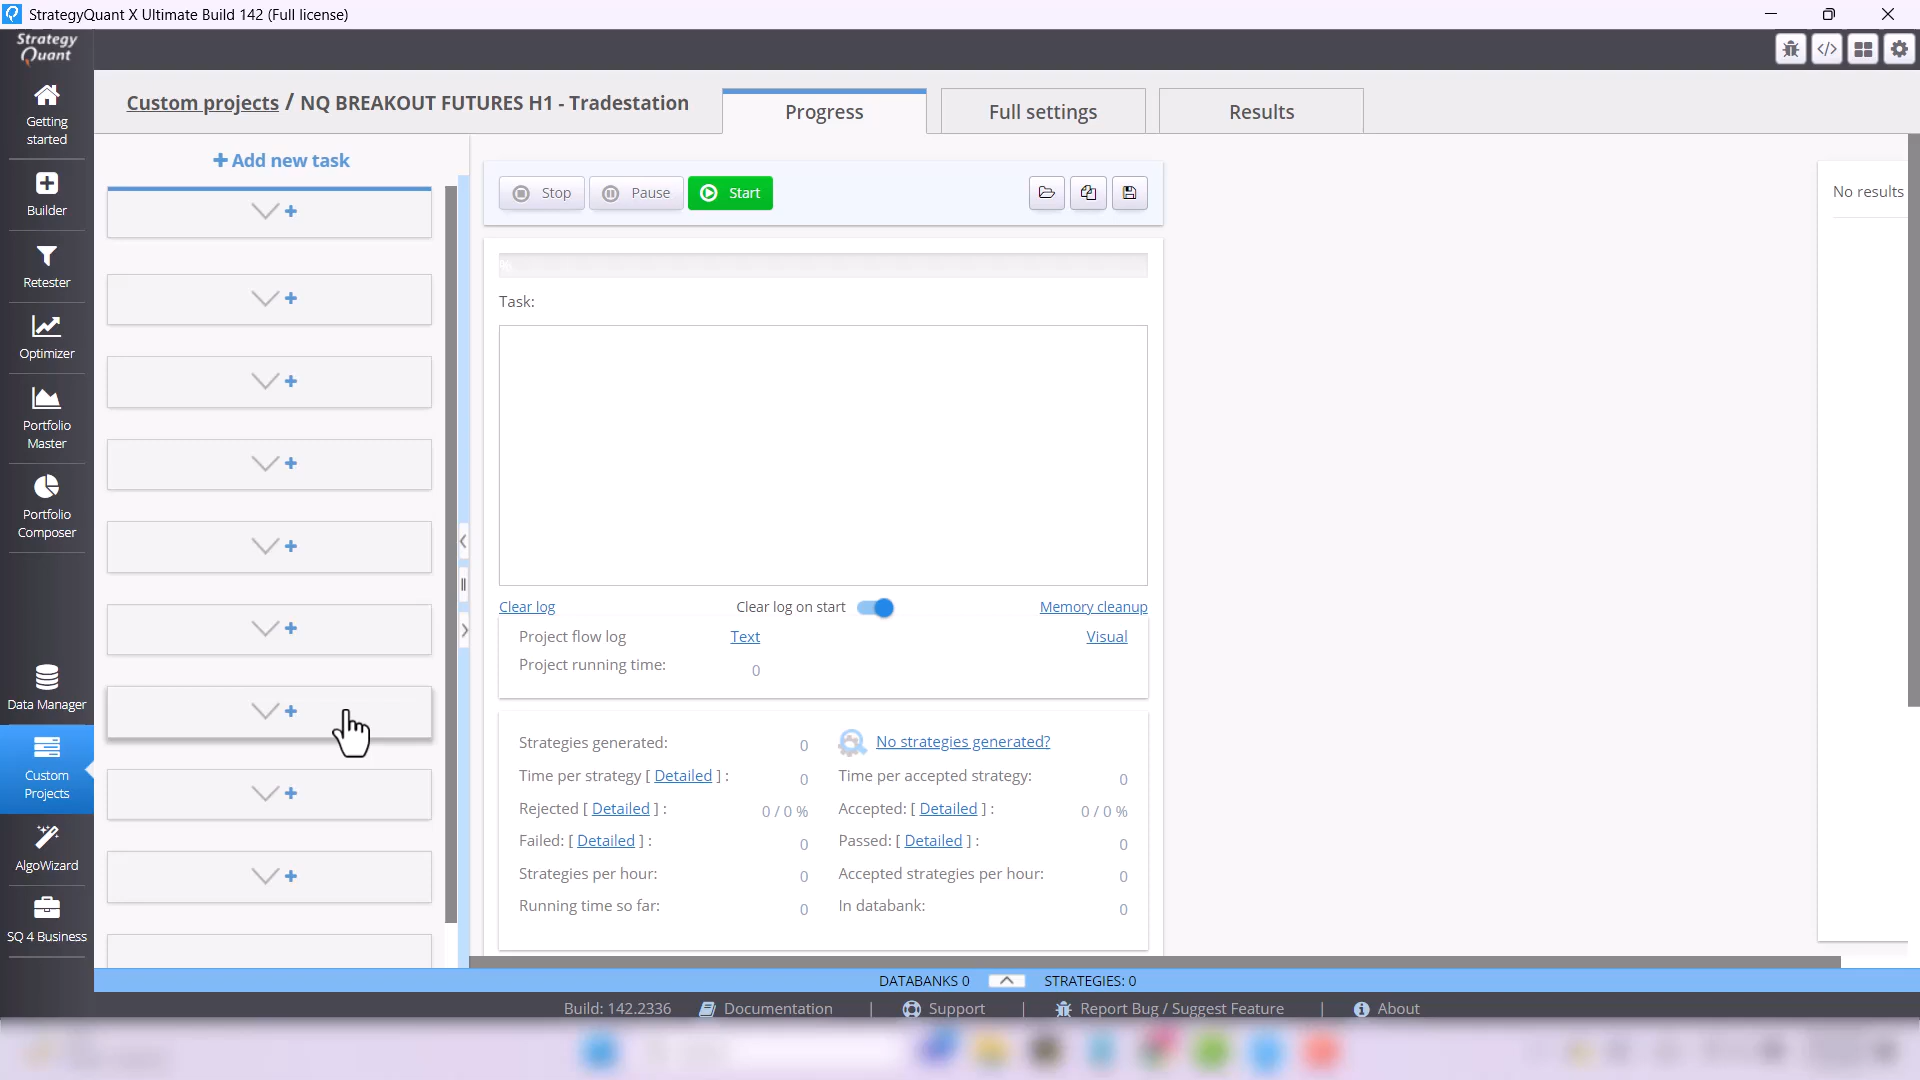 StrategyQuant X Ultimate Build 142 (Full license)
Strategy
Quant
Getting
started
Builder
Retester
Optimizer
Portfolio
Master
Portfolio
Composer
Data Manager
Custom
Projects
AlgoWizard
SQ 4 Business
Custom projects / NQ BREAKOUT FUTURES H1 - Tradestation
Progress
Full settings
Results
Add new task
Stop
Pause
Start
No results
%
Task:
Clear log
Clear log on start
Memory cleanup
Project flow log
Text
Visual
Project running time:
0
Strategies generated:
0
No strategies generated?
Time per strategy [ Detailed ] :
0
Time per accepted strategy:
0
Rejected [ Detailed ] :
0 / 0 %
Accepted: [ Detailed ] :
0 / 0 %
Failed: [ Detailed ] :
0
Passed: [ Detailed ] :
0
Strategies per hour:
0
Accepted strategies per hour:
0
Running time so far:
0
In databank:
0
DATABANKS 0
STRATEGIES: 0
Build: 142.2336
Documentation
|
Support
|
Report Bug / Suggest Feature
|
About